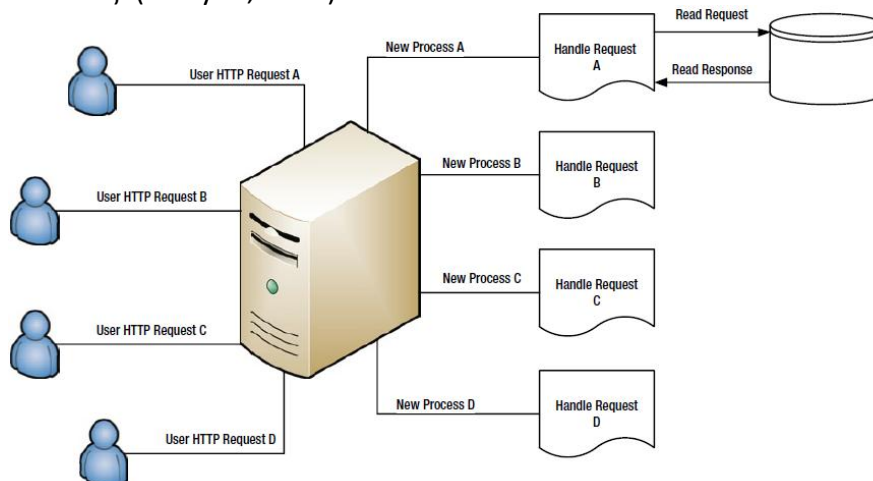 User HTTP Request A
New Process A
Handle Request
A
Read Request
Read Response
User HTTP Request B
New Process B
Handle Request
B
User HTTP Request C
New Process C
Handle Request
C
User HTTP Request D
New Process D
Handle Request
D